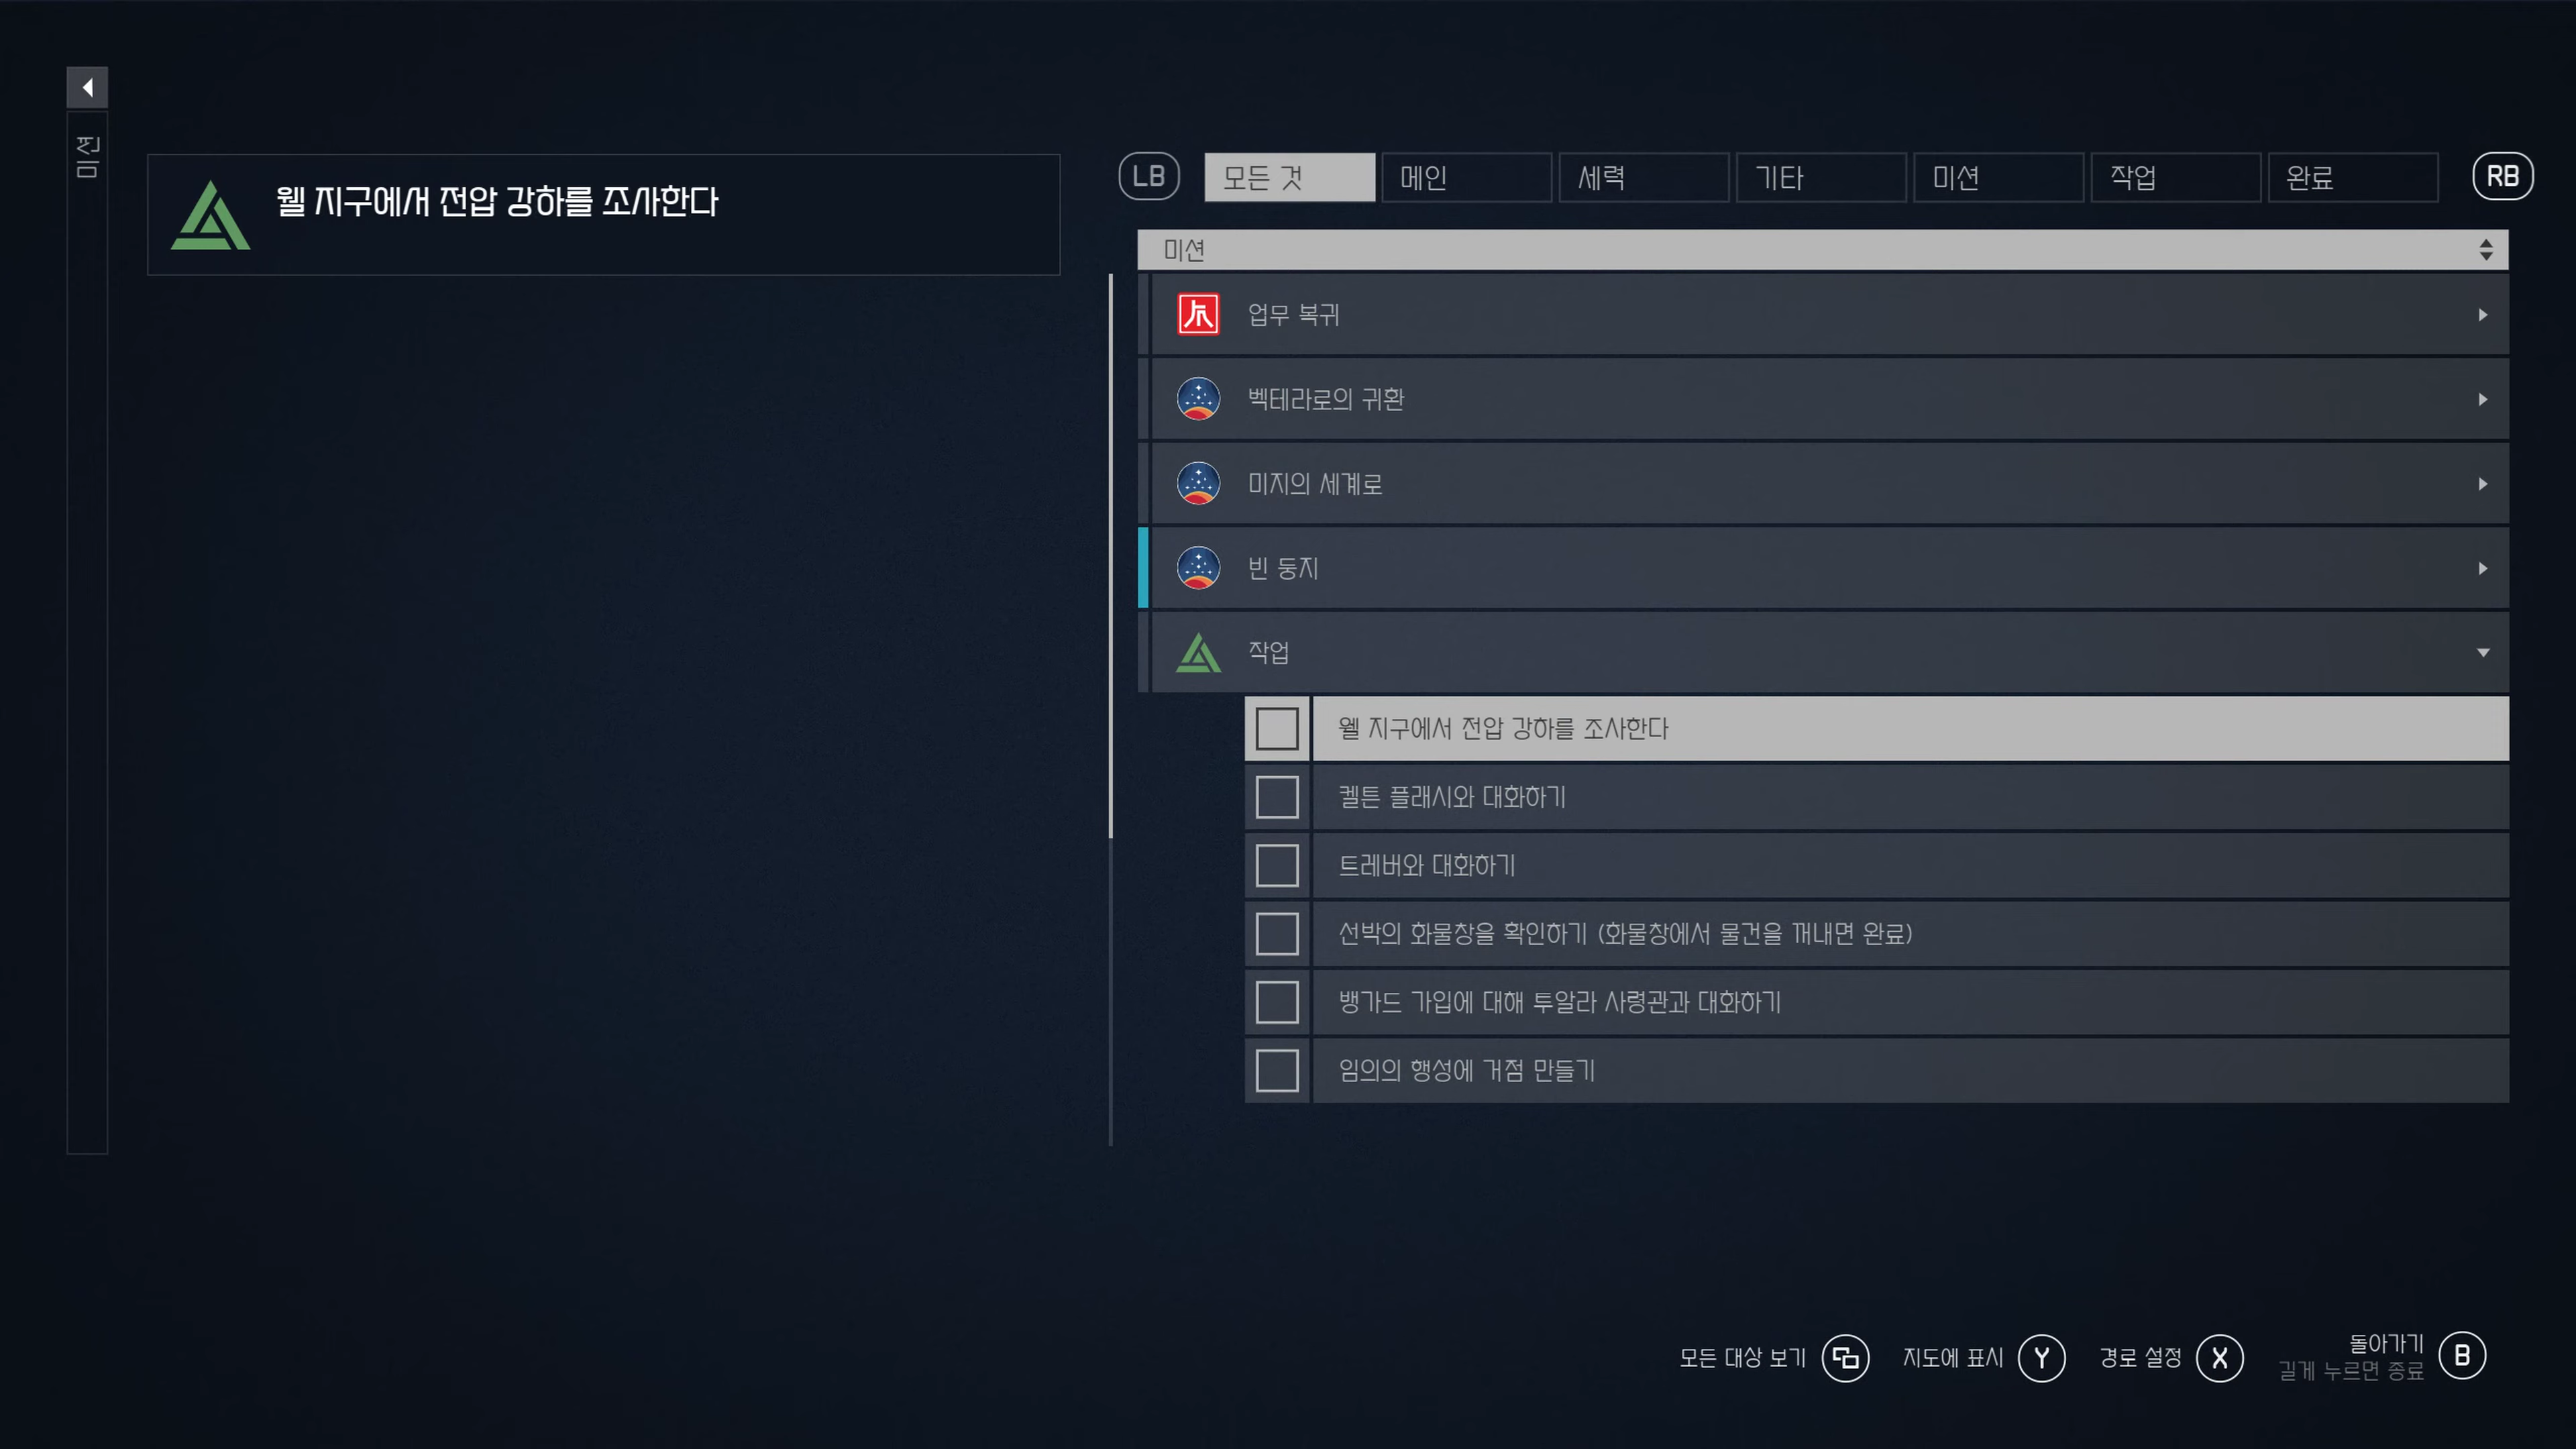 미션
웰 지구에서 전압 강하를 조사한다
LB
모든 것
메인
세력
기타
미션
작업
완료
RB
미션
업무 복귀
벡테라로의 귀환
미지의 세계로
빈 둥지
작업
웰 지구에서 전압 강하를 조사한다
켈튼 플래시와 대화하기
트레버와 대화하기
선박의 화물창을 확인하기 (화물창에서 물건을 꺼내면 완료)
뱅가드 가입에 대해 투알라 사령관과 대화하기
임의의 행성에 거점 만들기
모든 대상 보기
지도에 표시 Y
경로 설정 X
돌아가기 B
길게 누르면 종료